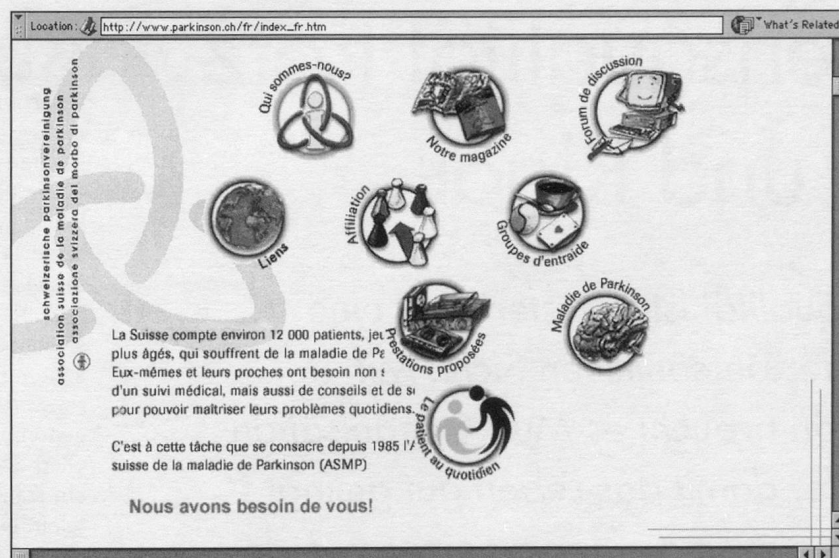 Location: http://www.parkinson.ch/fr/index_fr.htm
What's Related
schweizerische parkinsonvereinigung
association suisse de la maladie de parkinson
associazione svizzera del morbo di parkinson
Qui sommes-nous?
Notre magazine
Forum de discussion
Liens
Affiliation
Groupes d'entraide
Prestations proposées
Maladie de Parkinson
Le patient au quotidien
La Suisse compte environ 12 000 patients,
plus âgés, qui souffrent de la maladie de
Eux-mêmes et leurs proches ont besoin non
d'un suivi médical, mais aussi de conseils et de
pour pouvoir maîtriser leurs problèmes quotidiens.
C'est à cette tâche que se consacre depuis 1985
suisse de la maladie de Parkinson (ASMP)
Nous avons besoin de vous!